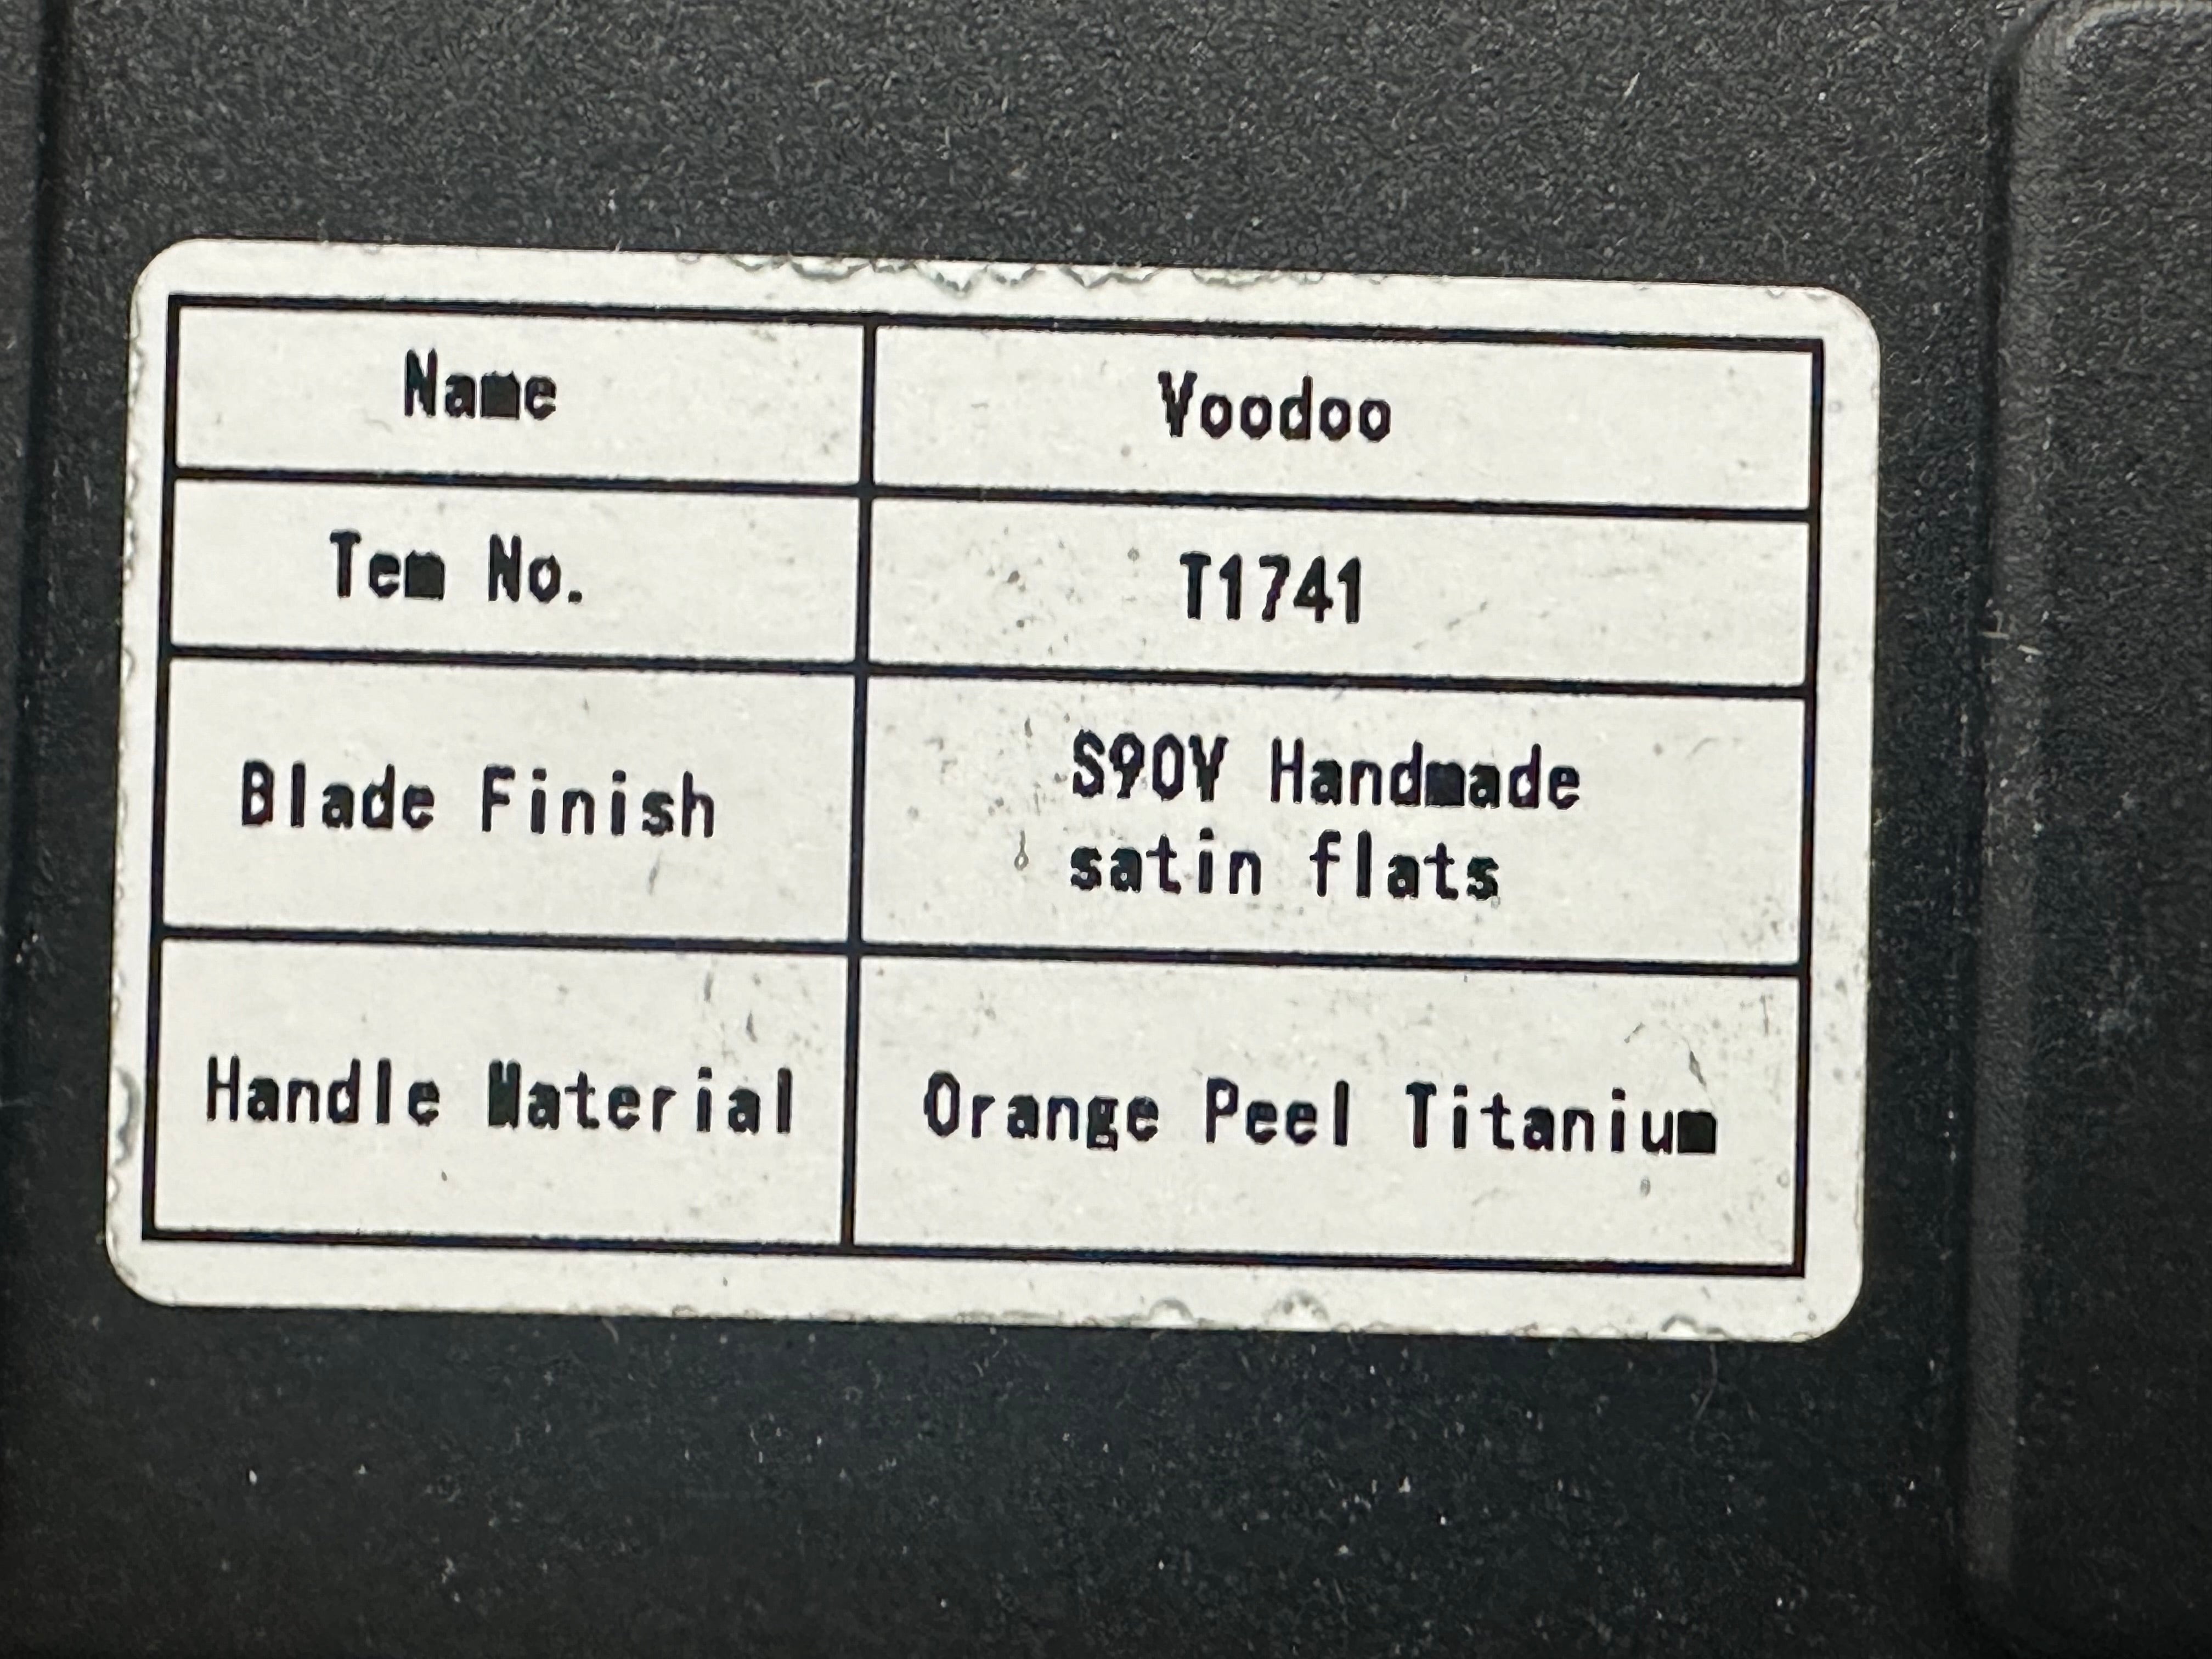 Name Voodoo
Tem No. T1741
Blade Finish S90V Handmade
satin flats
Handle Material Orange Peel Titanium